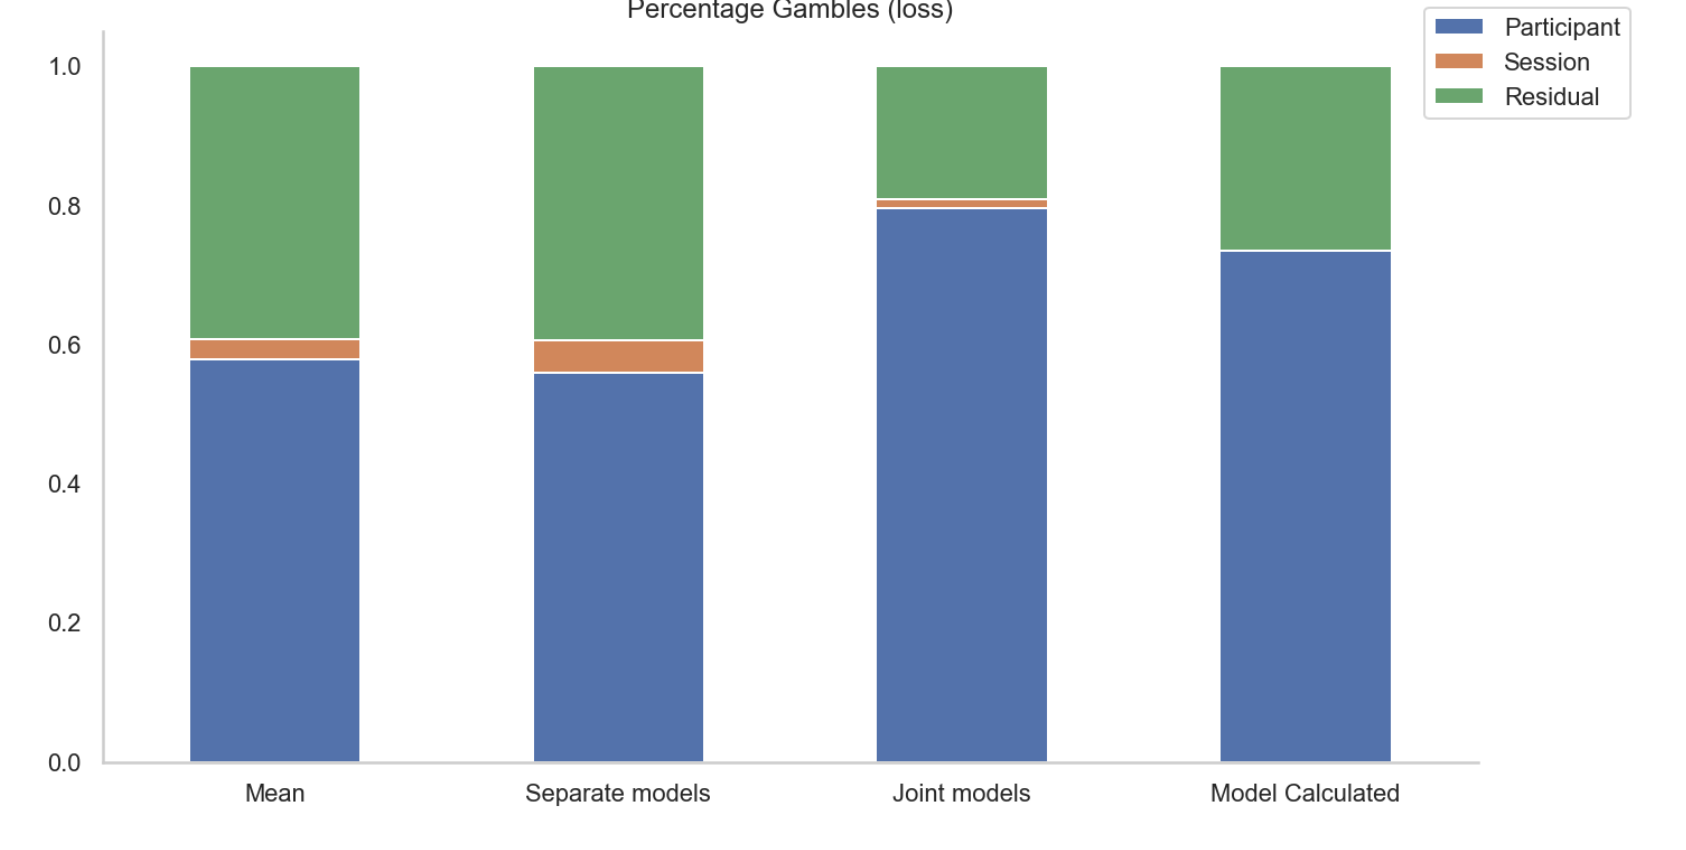 Percentage Gambles (loss)
Participant
Session
Residual
1.0
0.8
0.6
0.4
0.2
0.0
Mean
Separate models
Joint models
Model Calculated